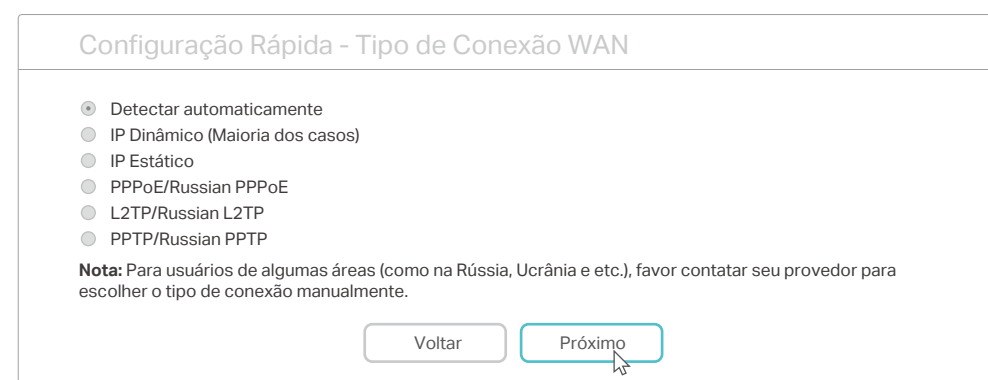 Configuração Rápida - Tipo de Conexão WAN
Detectar automaticamente
IP Dinâmico (Maioria dos casos)
IP Estático
PPPoE/Russian PPPoE
L2TP/Russian L2TP
PPTP/Russian PPTP
Nota: Para usuários de algumas áreas (como na Rússia, Ucrânia e etc.), favor contatar seu provedor para
escolher o tipo de conexão manualmente.
Voltar Próximo